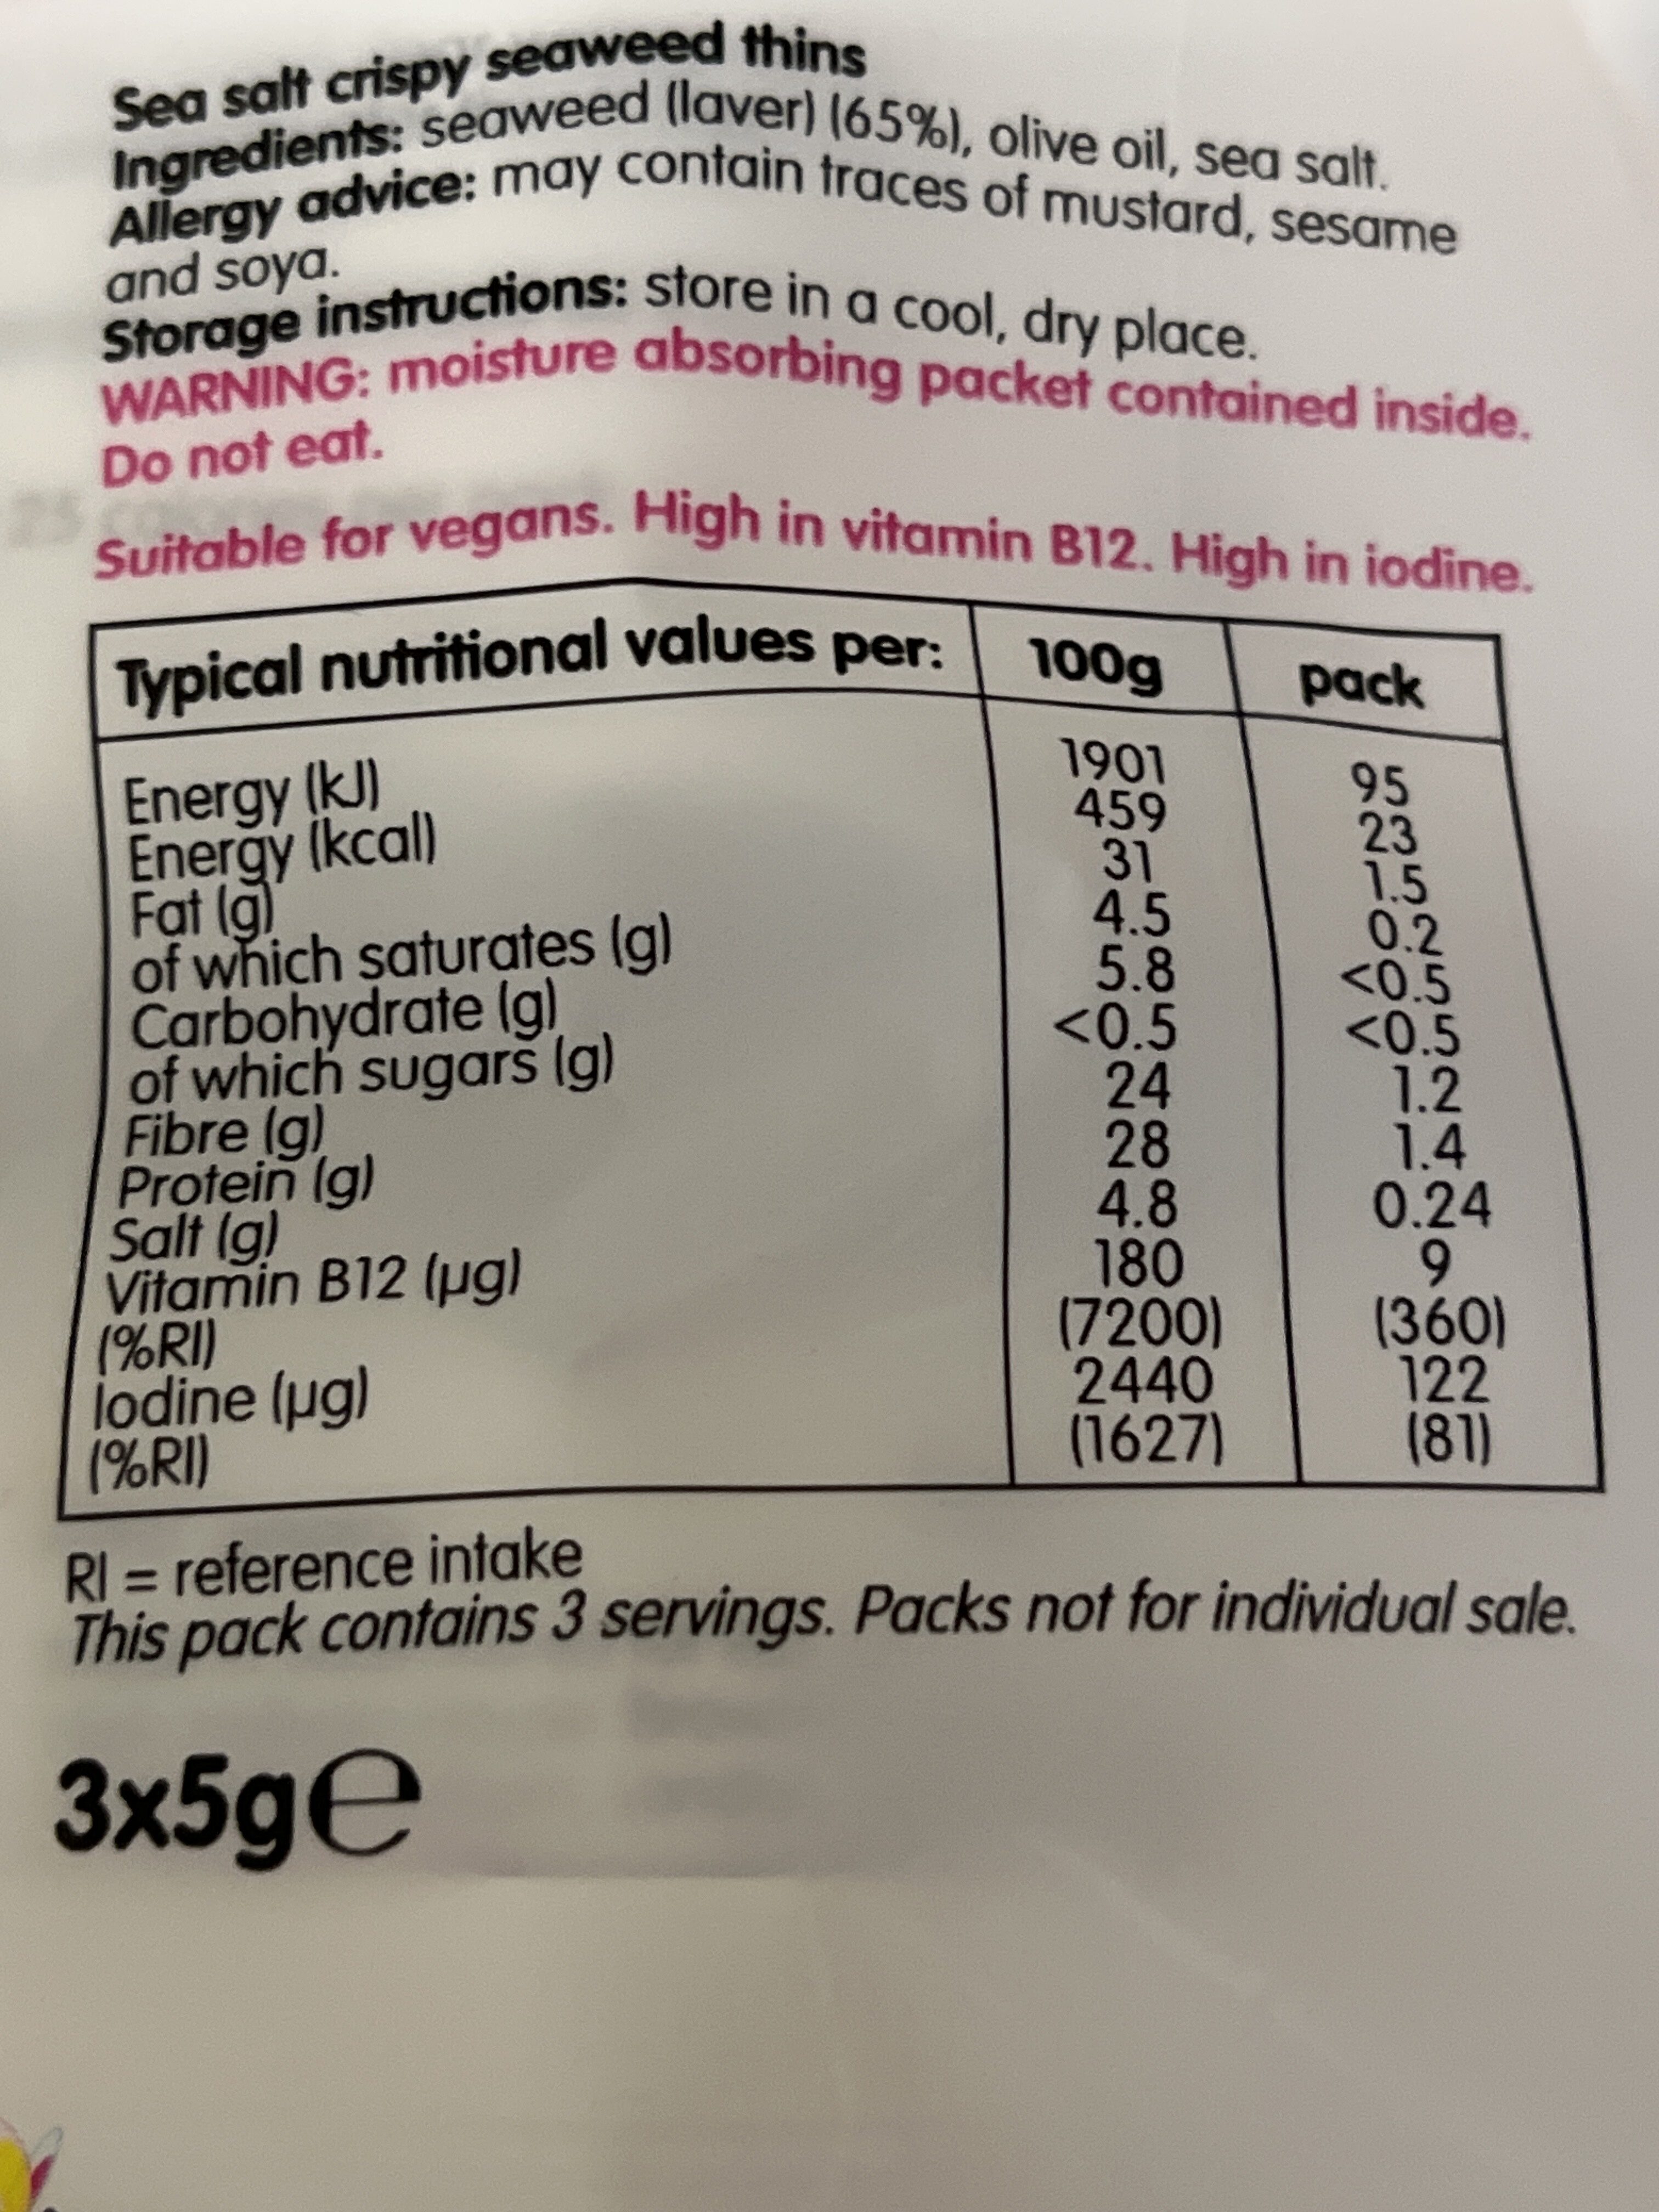 Sea salt crispy seaweed thins
Ingredients: seaweed (laver) (65%), olive oil, sea salt.
Allergy advice: may contain traces of mustard, sesame
and soya.
Storage instructions: store in a cool, dry place.
WARNING: moisture absorbing packet contained inside.
Do not eat.
Suitable for vegans. High in vitamin B12. High in iodine.
Typical nutritional values per: 100g pack
Energy (kJ) 1901 95
Energy (kcal) 459 23
Fat (g) 31 1.5
of which saturates (g) 4.5 0.2
Carbohydrate (g) 5.8 <0.5
of which sugars (g) <0.5 <0.5
Fibre (g) 24 1.2
Protein (g) 28 1.4
Salt (g) 4.8 0.24
Vitamin B12 (µg) 180 9
(%RI) (7200) (360)
Iodine (µg) 2440 122
(%RI) (1627) (81)
RI = reference intake
This pack contains 3 servings. Packs not for individual sale.
3x5g℮